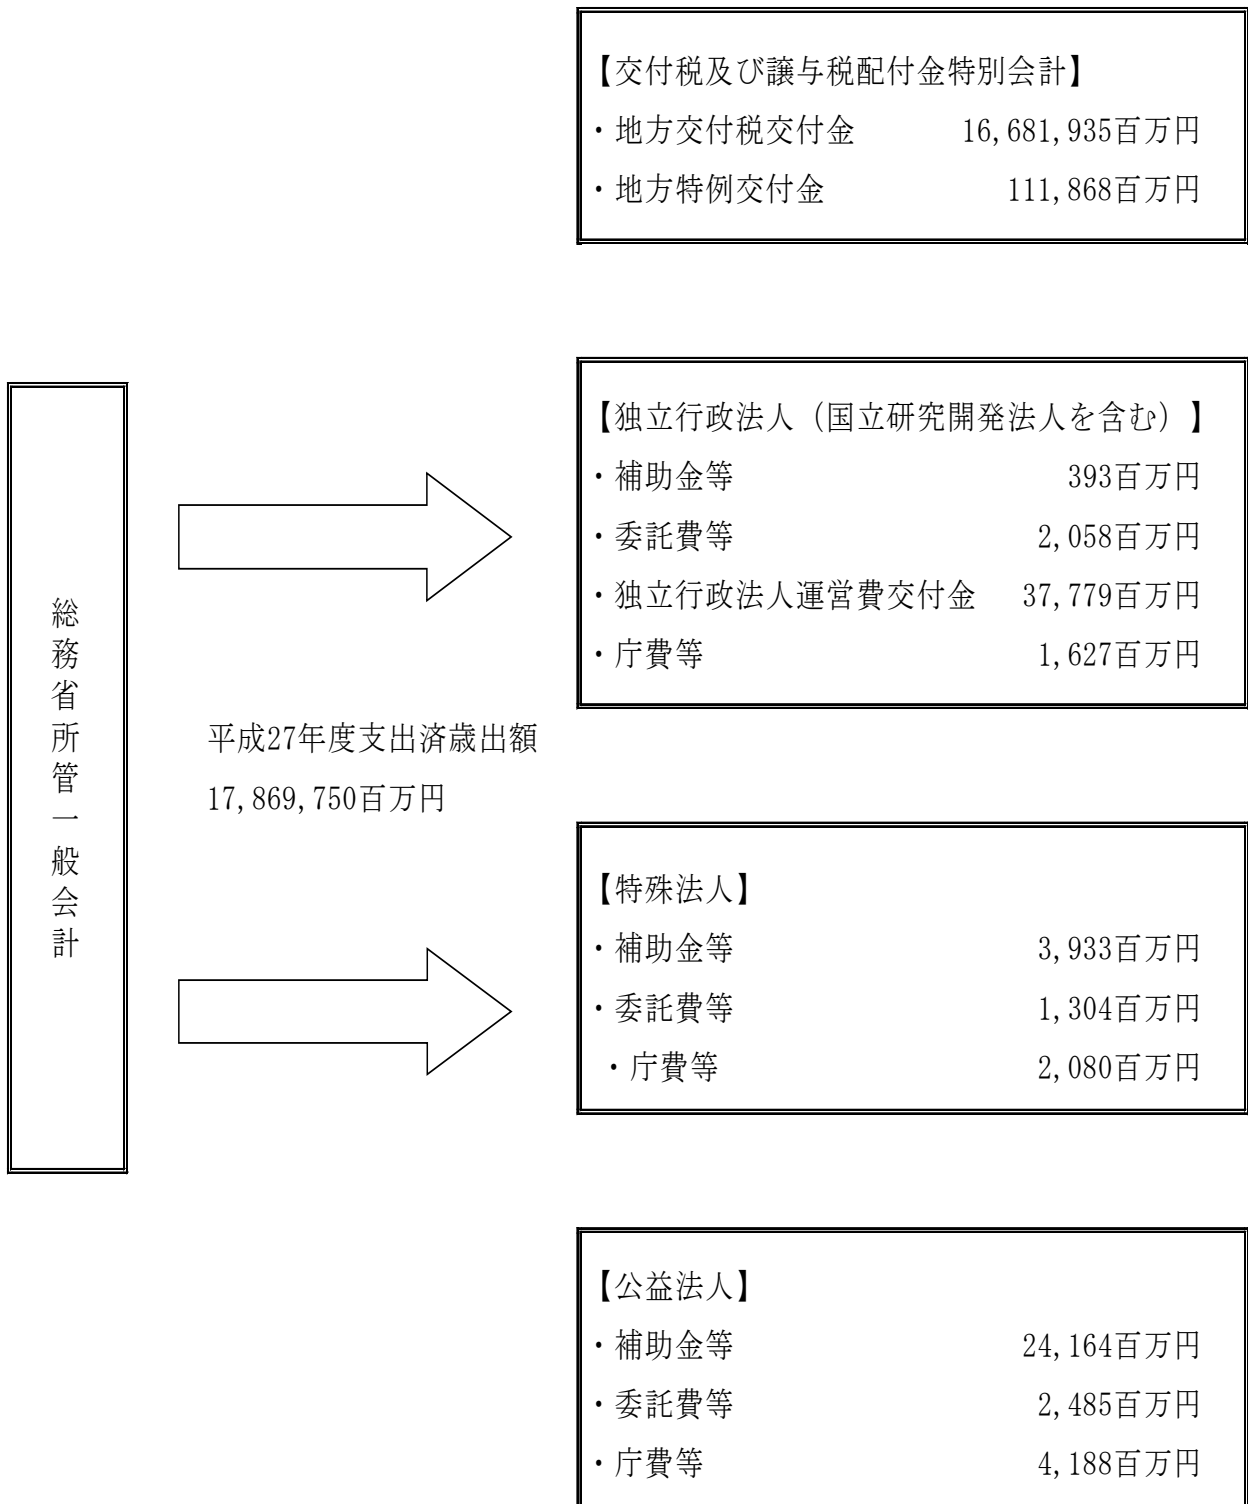 【交付税及び譲与税配付金特別会計】
・地方交付税交付金 16,681,935百万円
・地方特例交付金 111,868百万円
総務省所管一般会計
平成27年度支出済歳出額
17,869,750百万円
【独立行政法人（国立研究開発法人を含む）】
・補助金等 393百万円
・委託費等 2,058百万円
・独立行政法人運営費交付金 37,779百万円
・庁費等 1,627百万円
【特殊法人】
・補助金等 3,933百万円
・委託費等 1,304百万円
・庁費等 2,080百万円
【公益法人】
・補助金等 24,164百万円
・委託費等 2,485百万円
・庁費等 4,188百万円